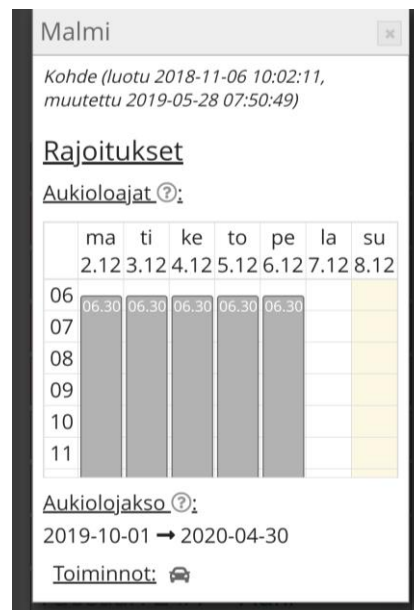 Malmi
Kohde (luotu 2018-11-06 10:02:11,
muutettu 2019-05-28 07:50:49)
Rajoitukset
Aukioloajat ?:
ma ti ke to pe la su
2.12 3.12 4.12 5.12 6.12 7.12 8.12
06
06.30 06.30 06.30 06.30 06.30
07
08
09
10
11
Aukiolojakso ?:
2019-10-01 → 2020-04-30
Toiminnot: